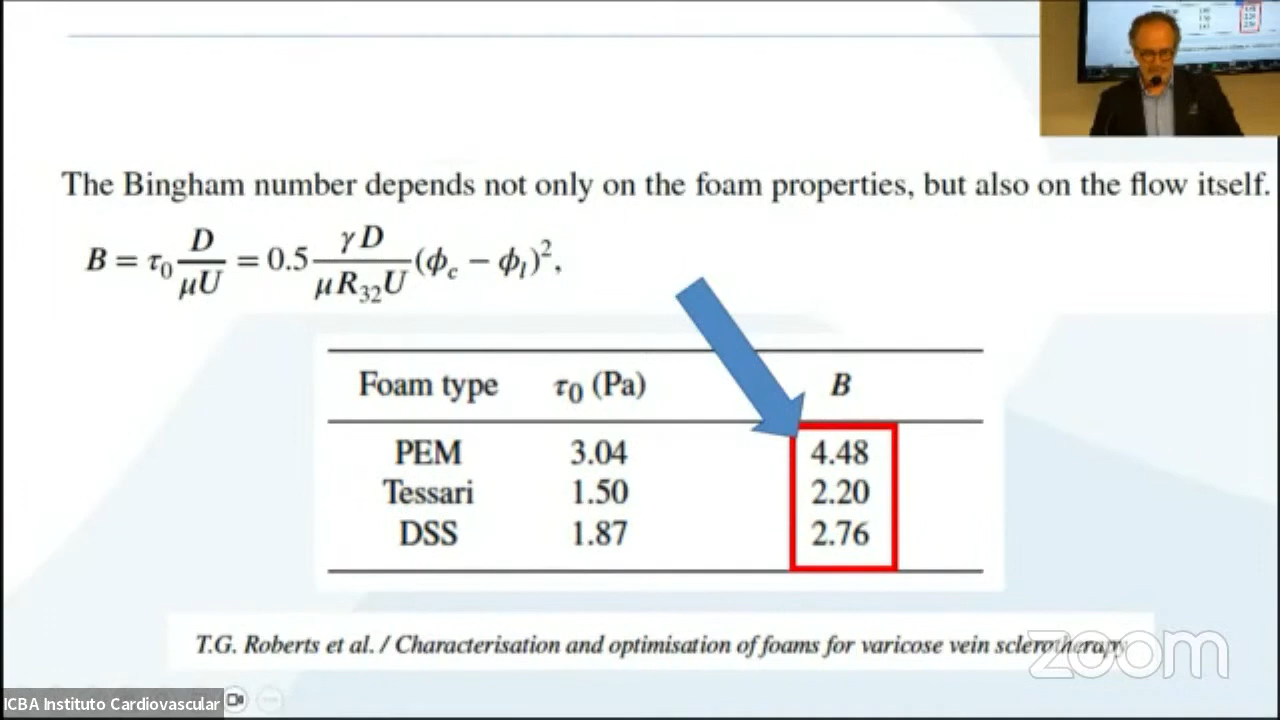 The Bingham number depends not only on the foam properties, but also on the flow itself.
B = τ₀ D/μU = 0.5 γD/μR₃₂U (ϕc − ϕl)²,
Foam type τ₀ (Pa) B
PEM 3.04 4.48
Tessari 1.50 2.20
DSS 1.87 2.76
T.G. Roberts et al. / Characterisation and optimisation of foams for varicose vein sclerotherapy
zoom
ICBA Instituto Cardiovascular